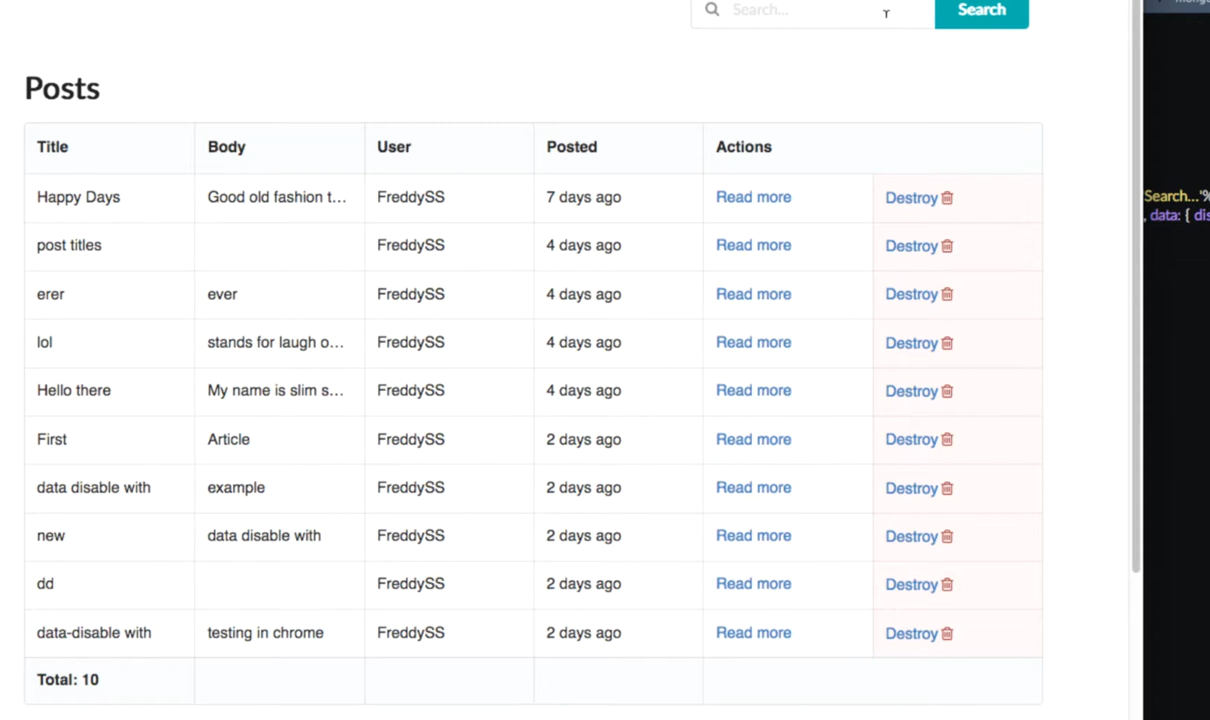 Search...
Search
Posts
Title Body User Posted Actions
Happy Days Good old fashion t... FreddySS 7 days ago Read more Destroy
post titles FreddySS 4 days ago Read more Destroy
erer ever FreddySS 4 days ago Read more Destroy
lol stands for laugh o... FreddySS 4 days ago Read more Destroy
Hello there My name is slim s... FreddySS 4 days ago Read more Destroy
First Article FreddySS 2 days ago Read more Destroy
data disable with example FreddySS 2 days ago Read more Destroy
new data disable with FreddySS 2 days ago Read more Destroy
dd FreddySS 2 days ago Read more Destroy
data-disable with testing in chrome FreddySS 2 days ago Read more Destroy
Total: 10
Search...'%
, data: { dis